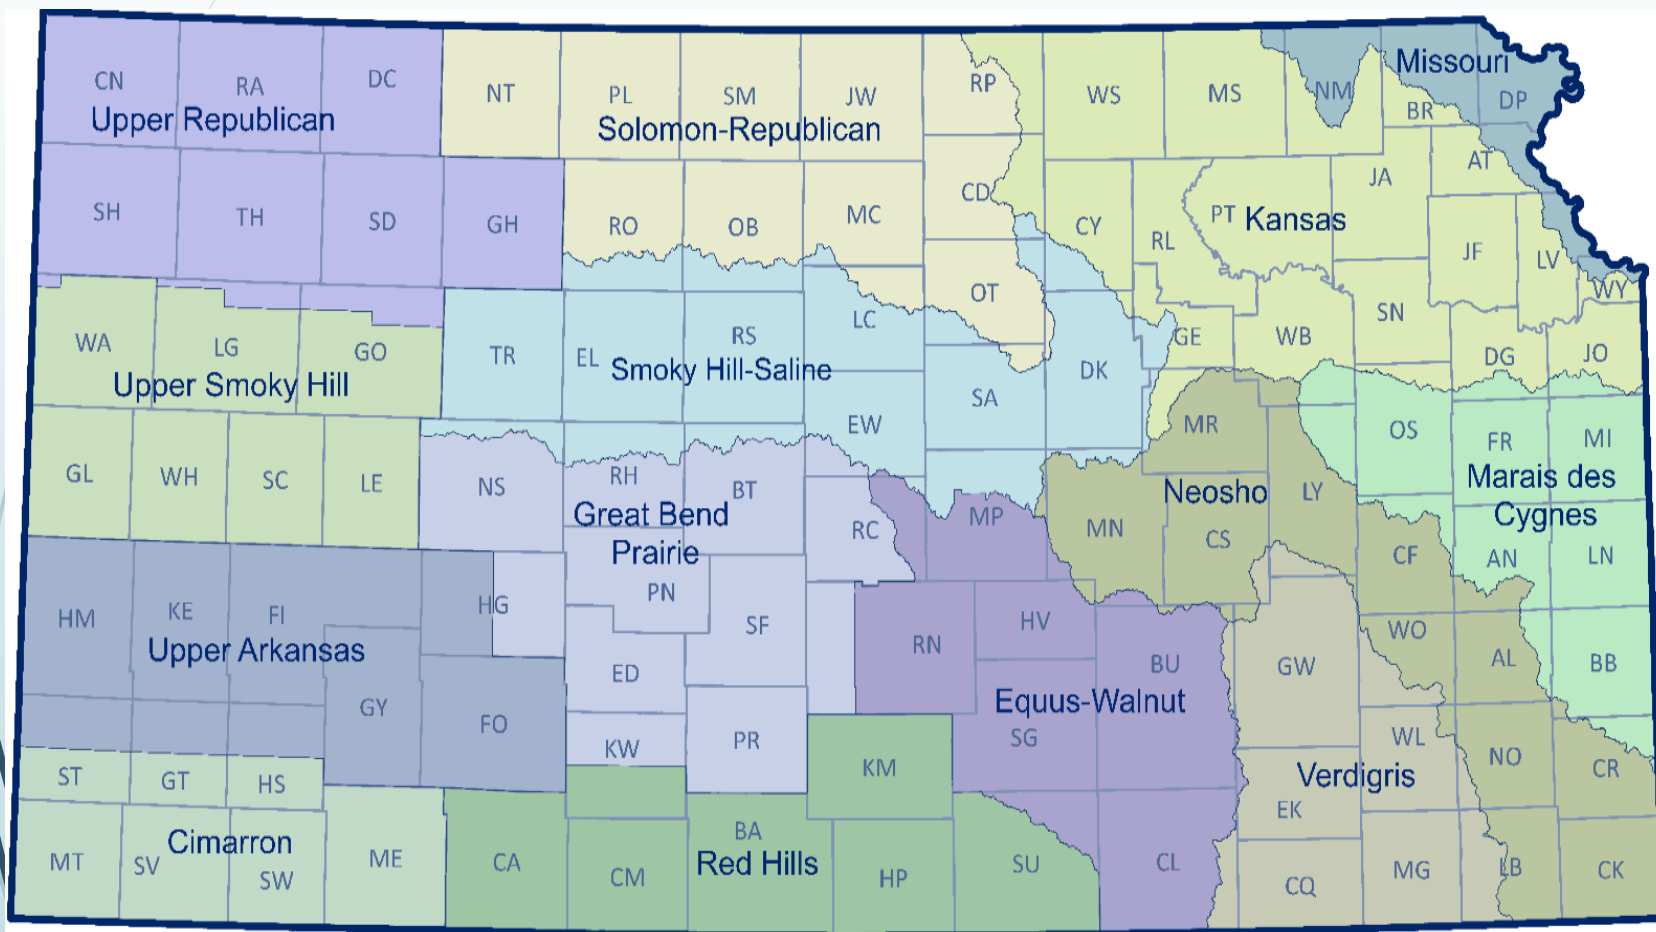 CN
RA
DC
Upper Republican
NT
PL
SM
JW
Solomon-Republican
RP
WS
MS
NM
Missouri
BR
DP
SH
TH
SD
GH
RO
OB
MC
CD
CY
RL
PT
Kansas
JA
AT
JF
LV
WY
WA
LG
GO
Upper Smoky Hill
TR
EL
RS
LC
Smoky Hill-Saline
OT
SA
DK
GE
WB
SN
DG
JO
GL
WH
SC
LE
NS
RH
BT
Great Bend
Prairie
EW
RC
MP
MR
MN
Neosho
CS
LY
OS
FR
MI
Marais des
Cygnes
CF
AN
LN
HM
KE
FI
Upper Arkansas
GY
HG
FO
PN
SF
ED
KW
PR
RN
HV
BU
Equus-Walnut
SG
GW
WO
AL
BB
ST
GT
HS
Cimarron
MT
SV
SW
ME
CA
CM
BA
Red Hills
KM
HP
SU
CL
WL
Verdigris
EK
NO
CR
CQ
MG
LB
CK